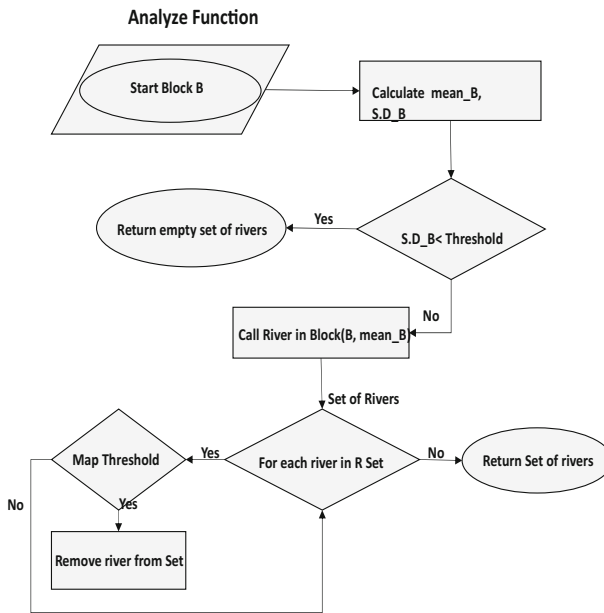 Analyze Function
Start Block B
Calculate mean_B,
S.D_B
Yes
Return empty set of rivers
S.D_B< Threshold
No
Call River in Block(B, mean_B)
Set of Rivers
Map Threshold
Yes
For each river in R Set
No
Return Set of rivers
No
Yes
Remove river from Set